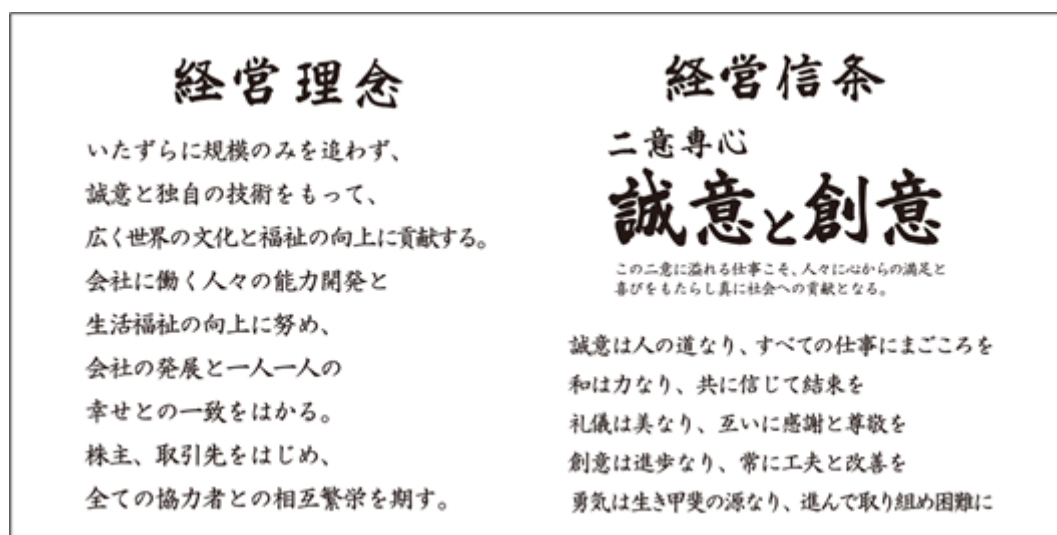 経営理念
いたずらに規模のみを追わず、
誠意と独自の技術をもって、
広く世界の文化と福祉の向上に貢献する。
会社に働く人々の能力開発と
生活福祉の向上に努め、
会社の発展と一人一人の
幸せとの一致をはかる。
株主、取引先をはじめ、
全ての協力者との相互繁栄を期す。
経営信条
二意専心
誠意と創意
この二意に溢れる仕事こそ、人々に心からの満足と
喜びをもたらし真に社会への貢献となる。
誠意は人の道なり、すべての仕事にまごころを
和は力なり、共に信じて結束を
礼儀は美なり、互いに感謝と尊敬を
創意は進歩なり、常に工夫と改善を
勇気は生き甲斐の源なり、進んで取り組め困難に